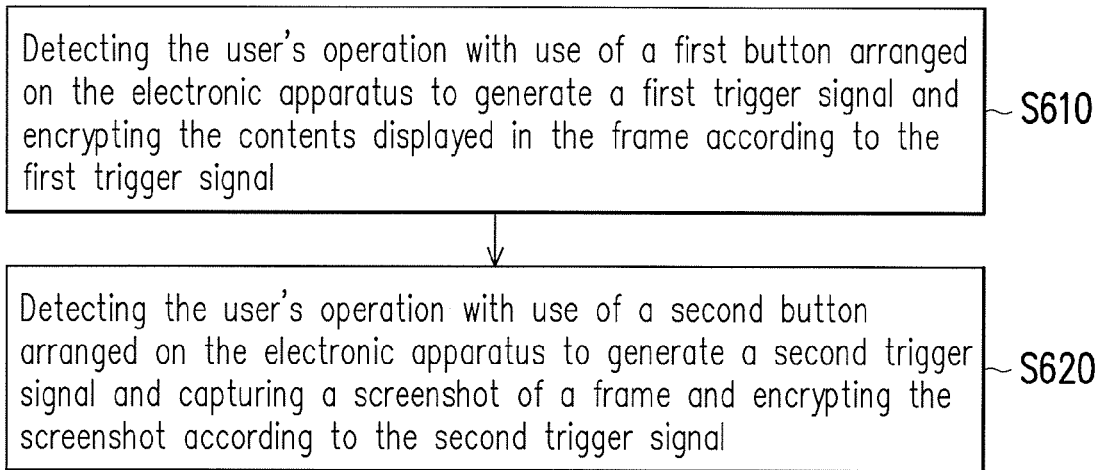 Detecting the user's operation with use of a first button arranged
on the electronic apparatus to generate a first trigger signal and
encrypting the contents displayed in the frame according to the
first trigger signal
S610
Detecting the user's operation with use of a second button
arranged on the electronic apparatus to generate a second trigger
signal and capturing a screenshot of a frame and encrypting the
screenshot according to the second trigger signal
S620